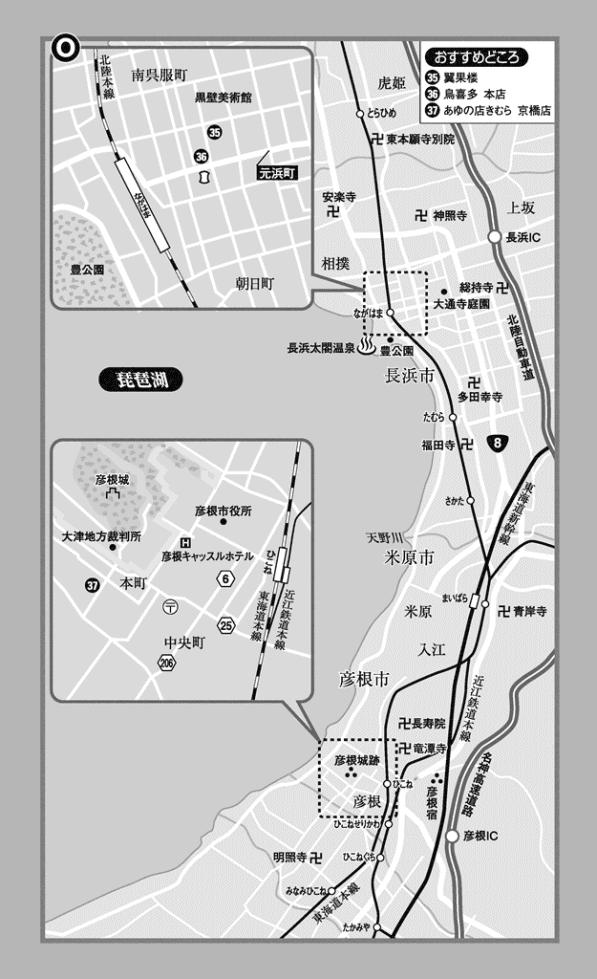 O
おすすめどころ
35 翼果楼
36 鳥喜多 本店
37 あゆの店きむら 京橋店
北陸本線
南呉服町
黒壁美術館
35
36
元浜町
ながはま
豊公園
朝日町
虎姫
とらひめ
東本願寺別院
安楽寺
神照寺
上坂
長浜IC
相撲
総持寺
大通寺庭園
ながはま
北陸自動車道
長浜太閤温泉
豊公園
長浜市
琵琶湖
多田幸寺
たむら
福田寺
8
さかた
東海道新幹線
天野川
米原市
まいばら
米原
青岸寺
入江
彦根城
彦根市役所
大津地方裁判所
H
彦根キャッスルホテル
ひこね
37
本町
6
〒
25
中央町
206
東海道本線
近江鉄道本線
彦根市
近江鉄道本線
長寿院
竜潭寺
彦根城跡
ひこね
彦根
彦根宿
名神高速道路
ひこねせりかわ
彦根IC
明照寺
ひこねぐち
みなみひこね
東海道本線
たかみや